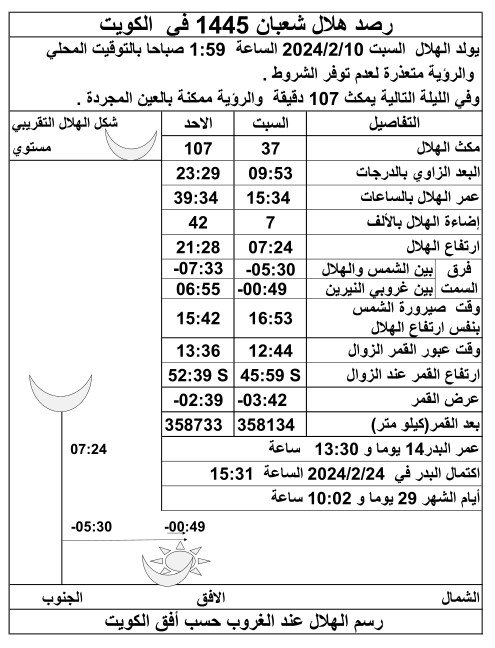 رصد هلال شعبان 1445 في الكويت
يولد الهلال السبت 2024/2/10 الساعة 1:59 صباحا بالتوقيت المحلي
والرؤية متعذرة لعدم توفر الشروط .
وفي الليلة التالية يمكث 107 دقيقة والرؤية ممكنة بالعين المجردة .
التفاصيل السبت الاحد شكل الهلال التقريبي
مكث الهلال 37 107 مستوي
البعد الزاوي بالدرجات 09:53 23:29
عمر الهلال بالساعات 15:34 39:34
إضاءة الهلال بالألف 7 42
ارتفاع الهلال 07:24 21:28
فرق بين الشمس والهلال -05:30 -07:33
السمت بين غروبي النيرين -00:49 06:55
وقت صيرورة الشمس
بنفس ارتفاع الهلال 16:53 15:42
وقت عبور القمر الزوال 12:44 13:36
ارتفاع القمر عند الزوال 45:59 S 52:39 S
عرض القمر -03:42 -02:39
بعد القمر(كيلو متر) 358134 358733
عمر البدر14 يوما و 13:30 ساعة
07:24
اكتمال البدر في 2024/2/24 الساعة 15:31
أيام الشهر 29 يوما و 10:02 ساعة
-05:30 -00:49
الشمال الافق الجنوب
رسم الهلال عند الغروب حسب أفق الكويت